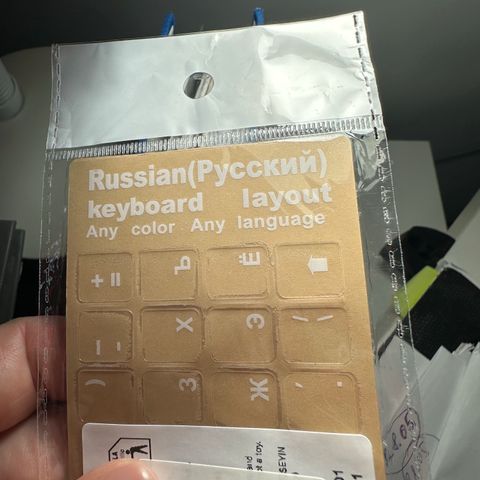 Russian(Русский)
keyboard layout
Any color Any language
+ =
Ъ
Ё
_ -
Х
Э
)
З
Ж